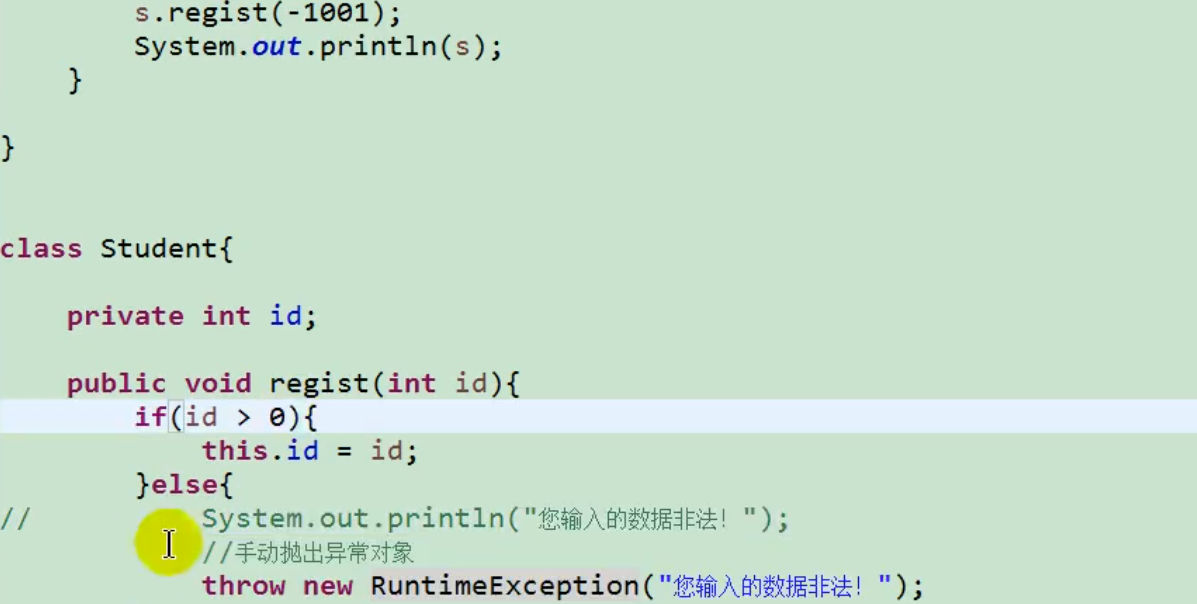 s.regist(-1001);
System.out.println(s);
}
}
class Student{
private int id;
public void regist(int id){
if(id > 0){
this.id = id;
}else{
// System.out.println("您输入的数据非法！");
//手动抛出异常对象
throw new RuntimeException("您输入的数据非法！");